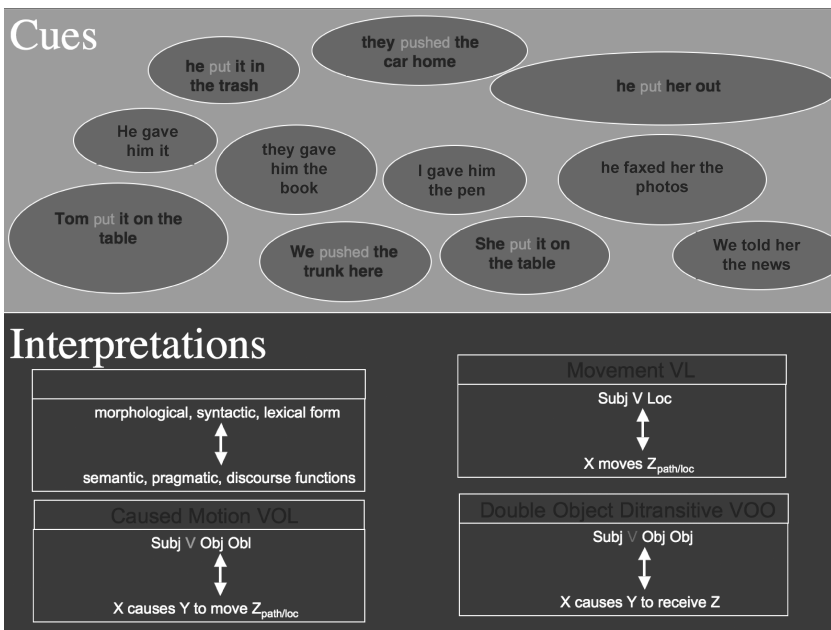 Cues
he put it in
the trash
they pushed the
car home
he put her out
He gave
him it
they gave
him the
book
I gave him
the pen
he faxed her the
photos
Tom put it on the
table
We pushed the
trunk here
She put it on
the table
We told her
the news
Interpretations
morphological, syntactic, lexical form
semantic, pragmatic, discourse functions
Movement VL
Subj V Loc
X moves Zpath/loc
Caused Motion VOL
Subj V Obj Obl
X causes Y to move Zpath/loc
Double Object Ditransitive VOO
Subj V Obj Obj
X causes Y to receive Z